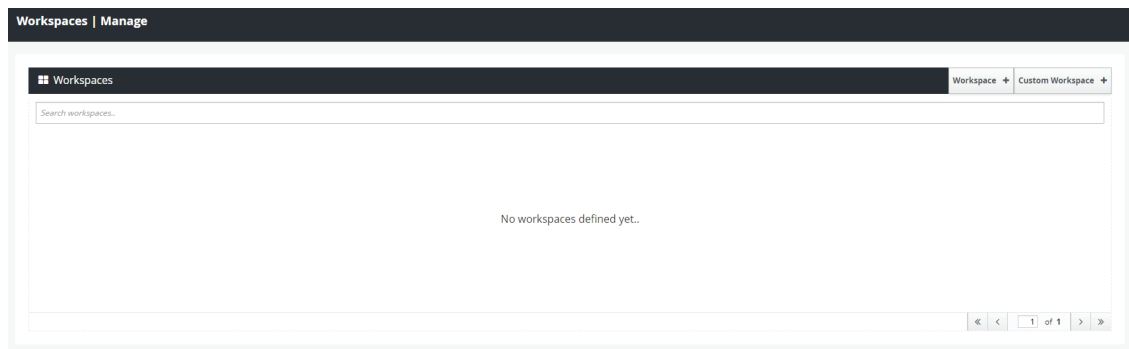 Workspaces | Manage
Workspaces
Workspace + Custom Workspace +
Search workspaces..
No workspaces defined yet..
« < 1 of 1 > »